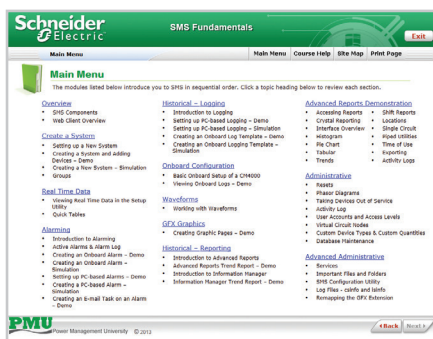 Schneider
Electric
SMS Fundamentals
Exit
Main Menu
Main Menu
Course Help
Site Map
Print Page
Main Menu
The modules listed below introduce you to SMS in sequential order. Click a topic heading below to review each section.
Overview
• SMS Components
• Web Client Overview
Create a System
• Setting up a New System
• Creating a System and Adding
Devices – Demo
• Creating a New System – Simulation
• Groups
Real Time Data
• Viewing Real Time Data in the Setup
Utility
• Quick Tables
Alarming
• Introduction to Alarming
• Active Alarms & Alarm Log
• Creating an Onboard Alarm – Demo
• Creating an Onboard Alarm –
Simulation
• Setting up PC-based Alarms – Demo
• Creating a PC-based Alarm –
Simulation
• Creating an E-mail Task on an Alarm
– Demo
Historical – Logging
• Introduction to Logging
• Setting up PC-based Logging – Demo
• Setting up PC-based Logging – Simulation
• Creating an Onboard Log Template – Demo
• Creating an Onboard Logging Template –
Simulation
Onboard Configuration
• Basic Onboard Setup of a CM4000
• Viewing Onboard Logs – Demo
Waveforms
• Working with Waveforms
GFX Graphics
• Creating Graphic Pages – Demo
Historical – Reporting
• Introduction to Advanced Reports
• Advanced Reports Trend Report – Demo
• Introduction to Information Manager
• Information Manager Trend Report – Demo
Advanced Reports Demonstration
• Accessing Reports
• Crystal Reporting
• Interface Overview
• Histogram
• Pie Chart
• Tabular
• Trends
• Shift Reports
• Locations
• Single Circuit
• Piped Utilities
• Time of Use
• Exporting
• Activity Logs
Administrative
• Resets
• Phasor Diagrams
• Taking Devices Out of Service
• Activity Log
• User Accounts and Access Levels
• Virtual Circuit Nodes
• Custom Device Types & Custom Quantities
• Database Maintenance
Advanced Administrative
• Services
• Important Files and Folders
• SMS Configuration Utility
• Log Files - csinfo and isinfo
• Remapping the GFX Extension
PMU
Power Management University © 2013
Back
Next